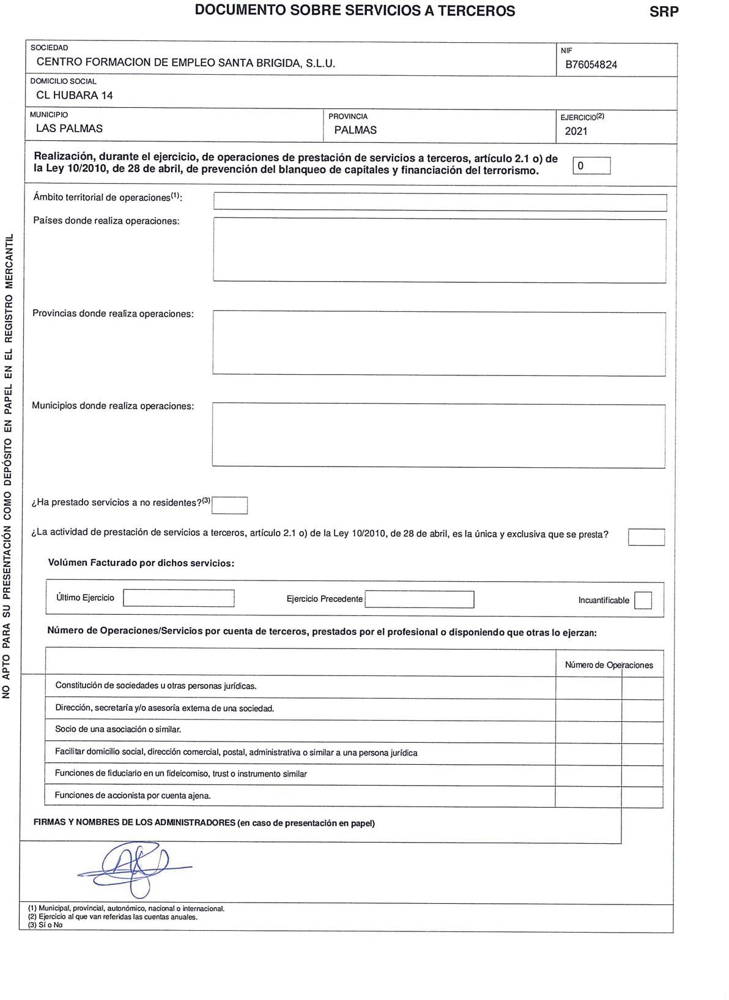 DOCUMENTO SOBRE SERVICIOS A TERCEROS
SRP
SOCIEDAD
CENTRO FORMACION DE EMPLEO SANTA BRIGIDA, S.L.U.
NIF
B76054824
DOMICILIO SOCIAL
CL HUBARA 14
MUNICIPIO
LAS PALMAS
PROVINCIA
PALMAS
EJERCICIO(2)
2021
Realización, durante el ejercicio, de operaciones de prestación de servicios a terceros, artículo 2.1 o) de
la Ley 10/2010, de 28 de abril, de prevención del blanqueo de capitales y financiación del terrorismo.
0
Ámbito territorial de operaciones(1):
Países donde realiza operaciones:
Provincias donde realiza operaciones:
Municipios donde realiza operaciones:
¿Ha prestado servicios a no residentes?(3)
¿La actividad de prestación de servicios a terceros, artículo 2.1 o) de la Ley 10/2010, de 28 de abril, es la única y exclusiva que se presta?
Volúmen Facturado por dichos servicios:
Último Ejercicio
Ejercicio Precedente
Incuantificable
Número de Operaciones/Servicios por cuenta de terceros, prestados por el profesional o disponiendo que otras lo ejerzan:
Número de Operaciones
Constitución de sociedades u otras personas jurídicas.
Dirección, secretaría y/o asesoría externa de una sociedad.
Socio de una asociación o similar.
Facilitar domicilio social, dirección comercial, postal, administrativa o similar a una persona jurídica
Funciones de fiduciario en un fideicomiso, trust o instrumento similar
Funciones de accionista por cuenta ajena.
FIRMAS Y NOMBRES DE LOS ADMINISTRADORES (en caso de presentación en papel)
(1) Municipal, provincial, autonómico, nacional o internacional.
(2) Ejercicio al que van referidas las cuentas anuales.
(3) Sí o No
NO APTO PARA SU PRESENTACIÓN COMO DEPÓSITO EN PAPEL EN EL REGISTRO MERCANTIL